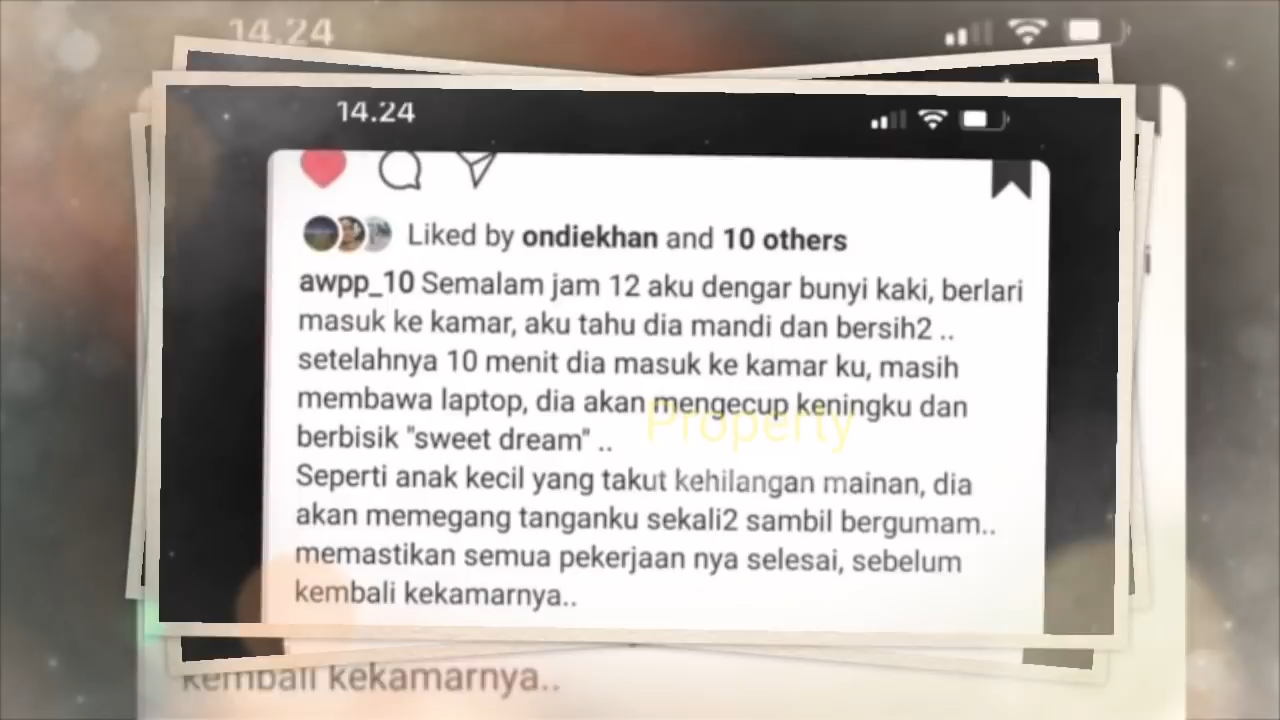 14.24
14.24
Liked by ondiekhan and 10 others
awpp_10 Semalam jam 12 aku dengar bunyi kaki, berlari
masuk ke kamar, aku tahu dia mandi dan bersih2 ..
setelahnya 10 menit dia masuk ke kamar ku, masih
membawa laptop, dia akan mengecup keningku dan
Property
berbisik "sweet dream" ..
Seperti anak kecil yang takut kehilangan mainan, dia
akan memegang tanganku sekali2 sambil bergumam..
memastikan semua pekerjaan nya selesai, sebelum
kembali kekamarnya..
kembali kekamarnya..